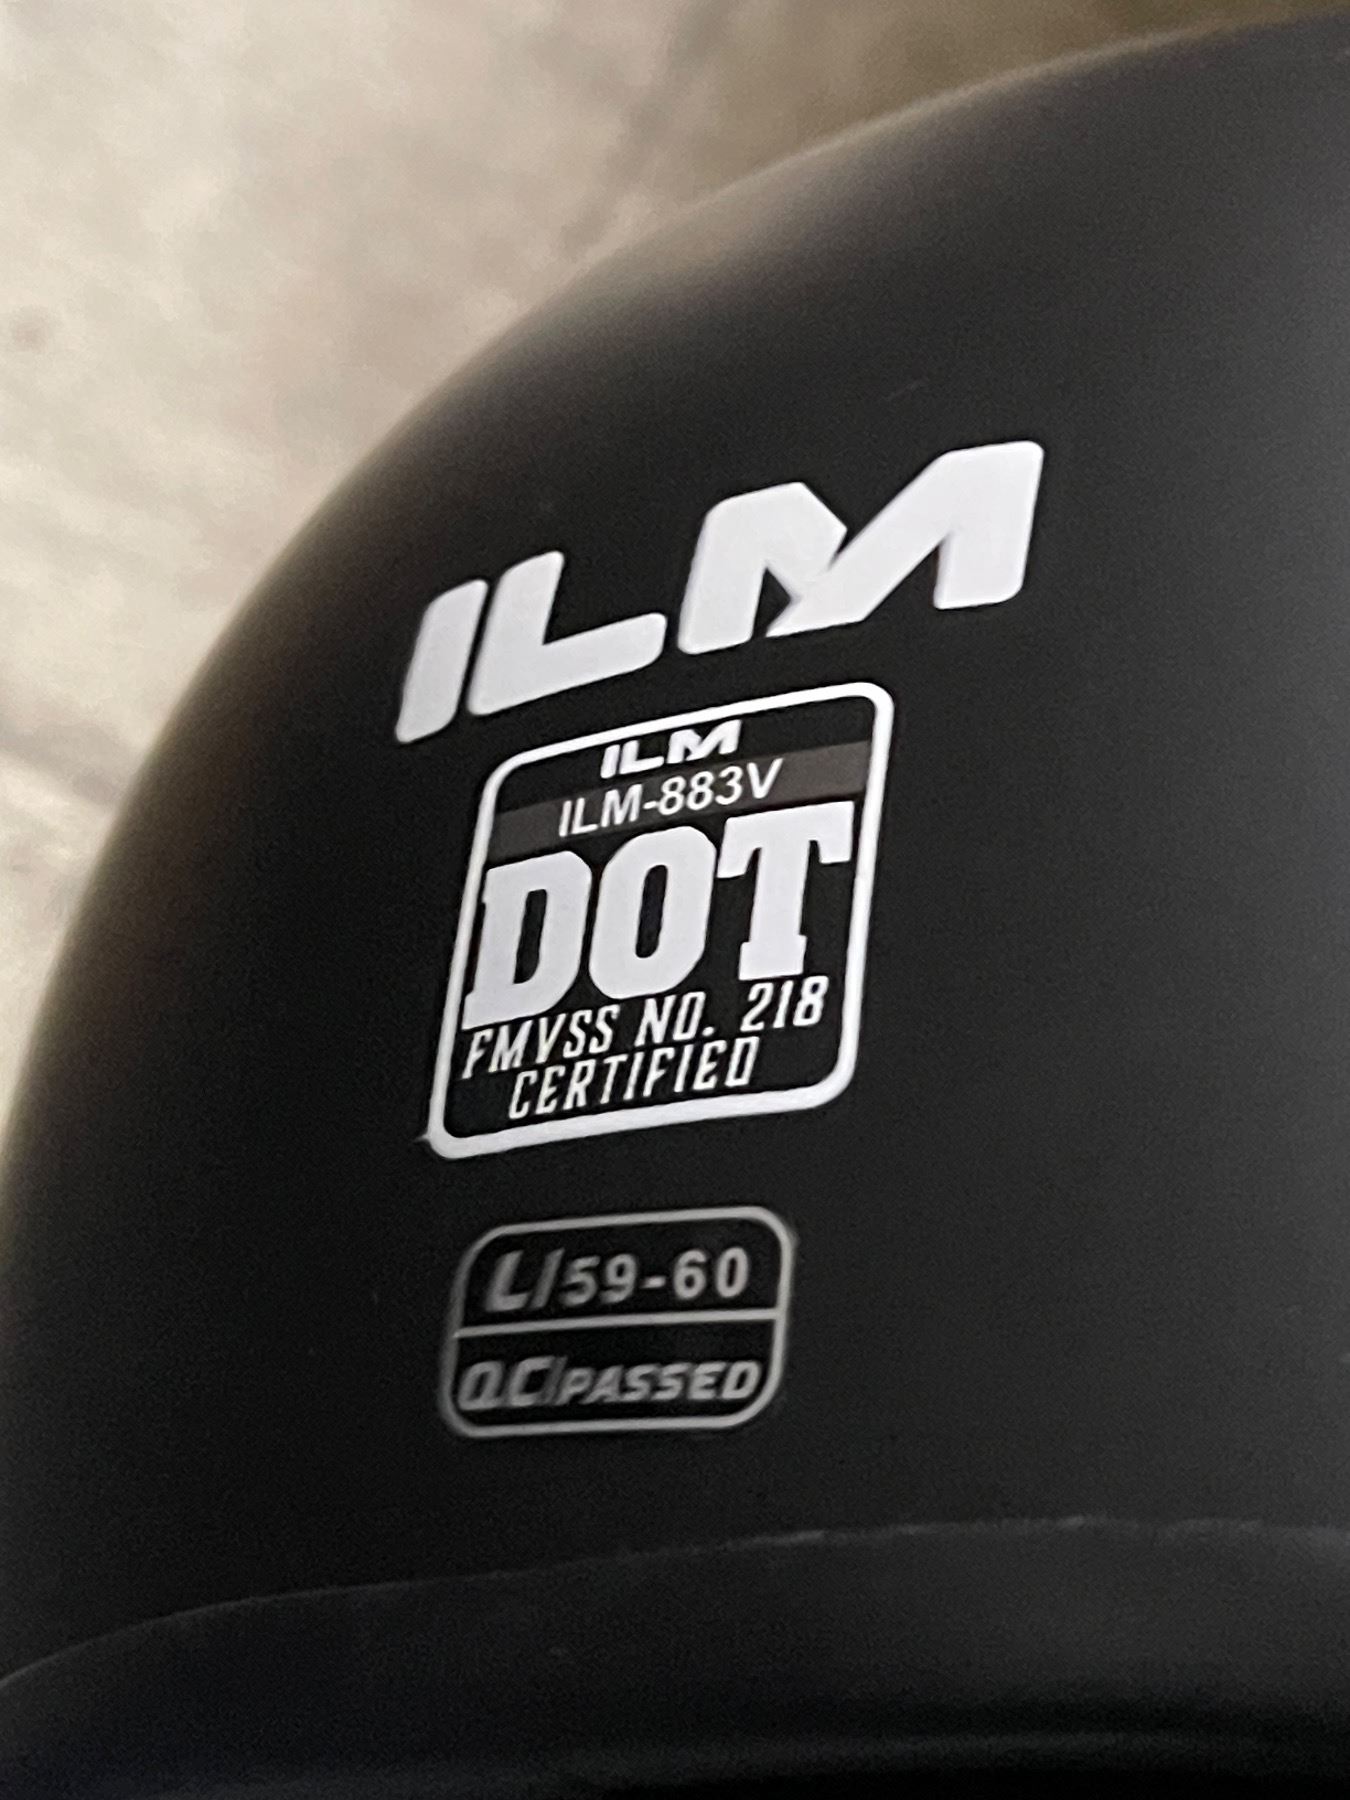 ILM
ILM
ILM-883V
DOT
FMVSS NO. 218
CERTIFIED
L/59-60
QC/PASSED